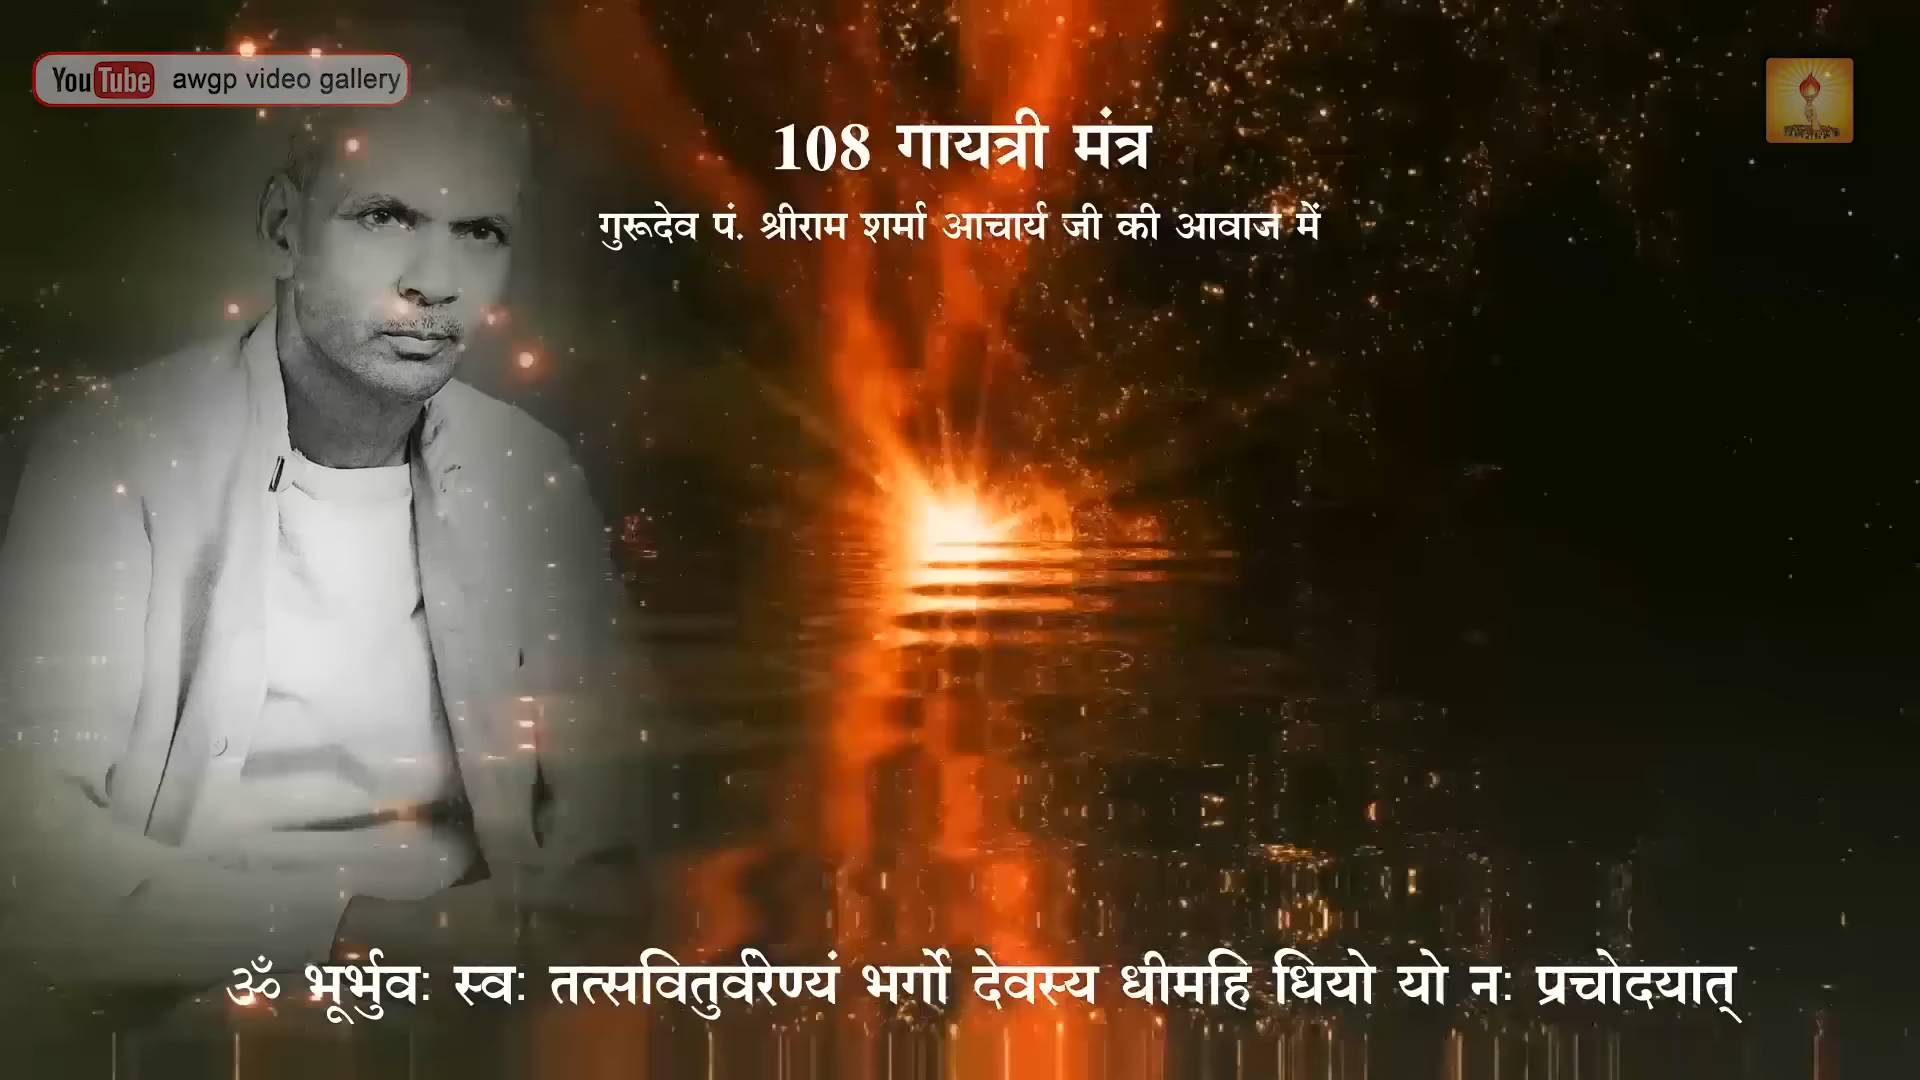 YouTube awgp video gallery
108 गायत्री मंत्र
गुरूदेव पं. श्रीराम शर्मा आचार्य जी की आवाज में
ॐ भूर्भुवः स्वः तत्सवितुर्वरेण्यं भर्गो देवस्य धीमहि धियो यो नः प्रचोदयात्